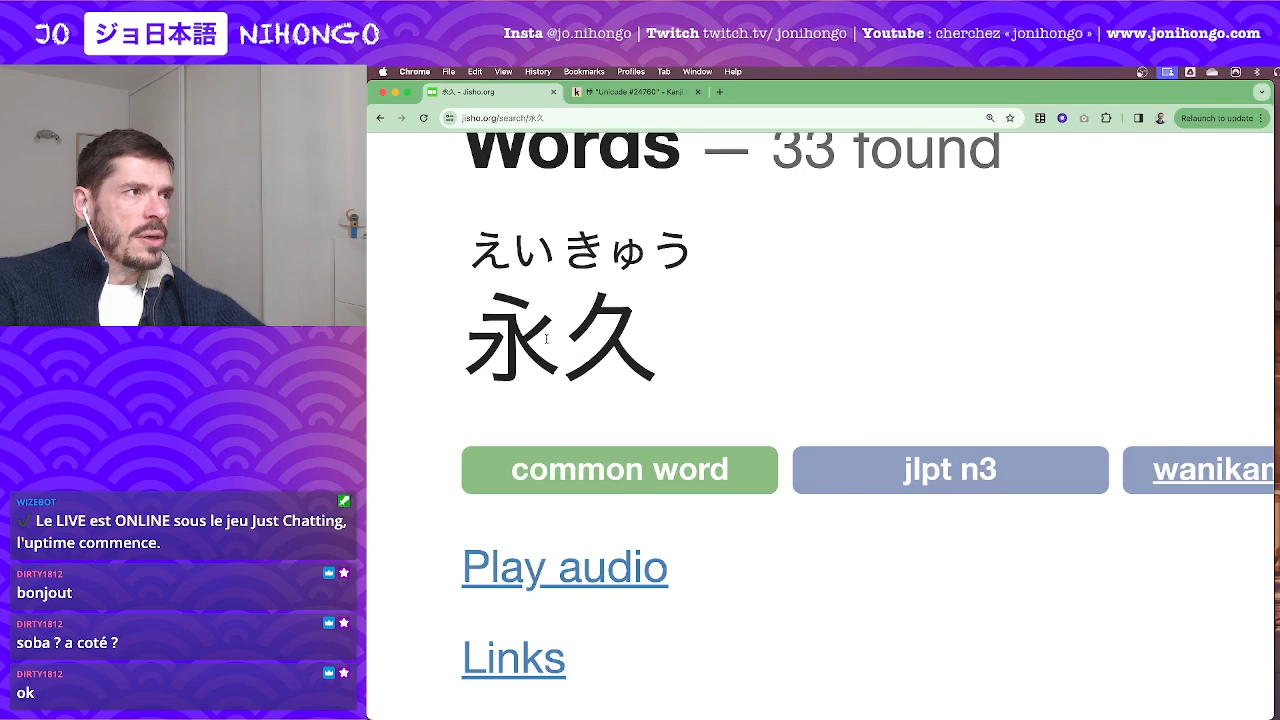 JO ジョ日本語 NIHONGO
Insta @jo.nihongo | Twitch twitch.tv/ jonihongo | Youtube : cherchez « jonihongo » | www.jonihongo.com
Chrome File Edit View History Bookmarks Profiles Tab Window Help
永久 - Jisho.org
"Unicode #24760" - Kanji
jisho.org/search/永久
Relaunch to update
Words — 33 found
えいきゅう
永久
common word
jlpt n3
wanikan
Play audio
Links
WIZEBOT
Le LIVE est ONLINE sous le jeu Just Chatting,
l'uptime commence.
DIRTY1812
bonjout
DIRTY1812
soba ? a coté ?
DIRTY1812
ok